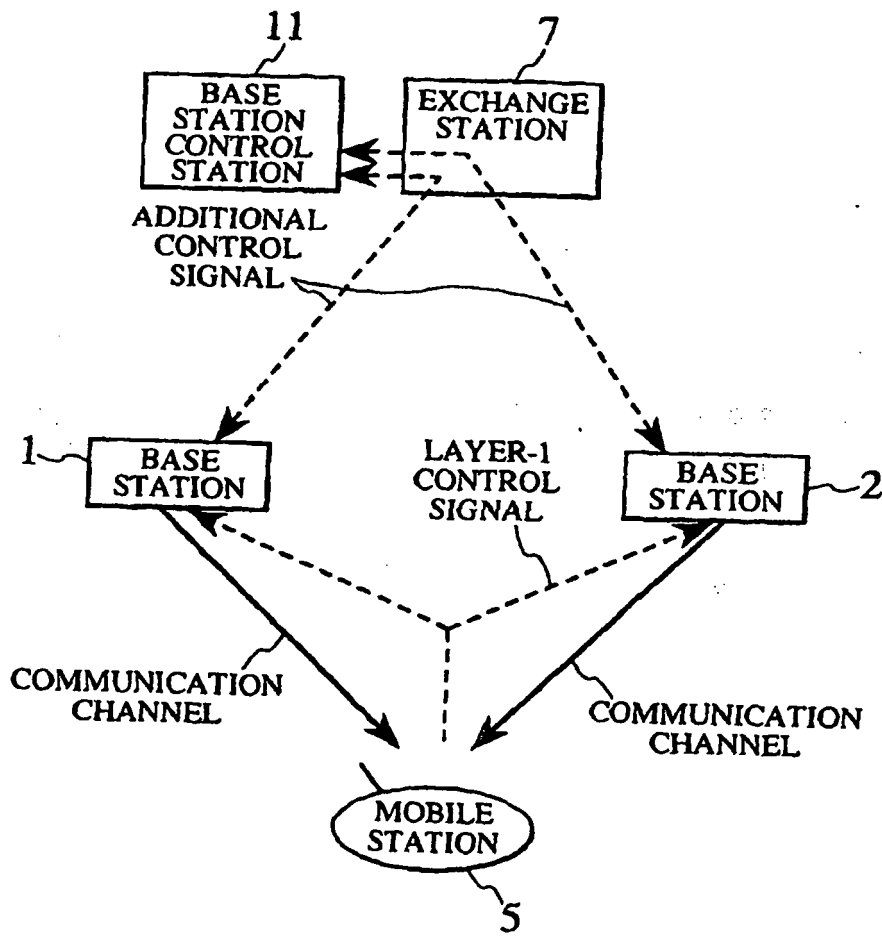 11
7
BASE
STATION
CONTROL
STATION
EXCHANGE
STATION
ADDITIONAL
CONTROL
SIGNAL
1
BASE
STATION
LAYER-1
CONTROL
SIGNAL
BASE
STATION
2
COMMUNICATION
CHANNEL
COMMUNICATION
CHANNEL
MOBILE
STATION
5